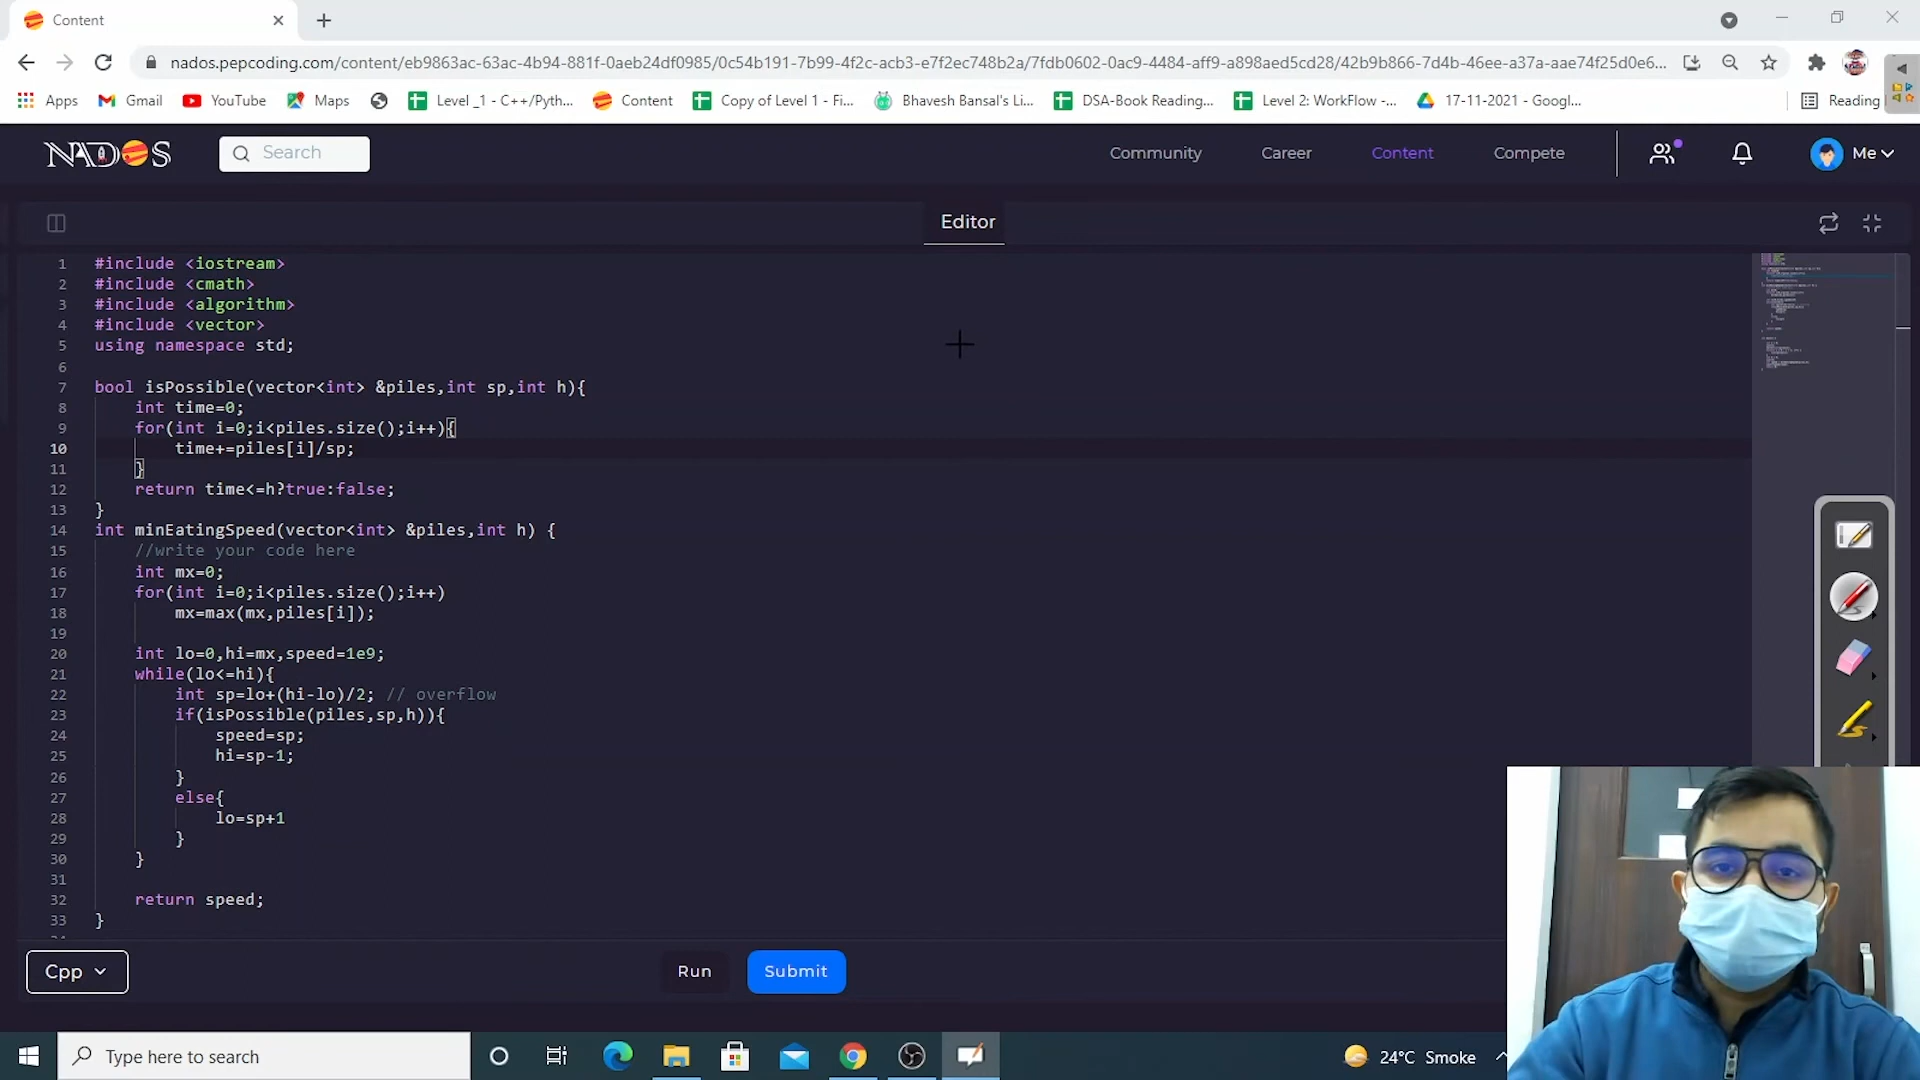 Content
nados.pepcoding.com/content/eb9863ac-63ac-4b94-881f-0aeb24df0985/0c54b191-7b99-4f2c-acb3-e7f2ec748b2a/7fdb0602-0ac9-4484-aff9-a898aed5cd28/42b9b866-7d4b-46ee-a37a-aae74f25d0e6...
Apps Gmail YouTube Maps Level _1 - C++/Pyth... Content Copy of Level 1 - Fi... Bhavesh Bansal's Li... DSA-Book Reading... Level 2: WorkFlow -... 17-11-2021 - Googl... Reading
NADOS Search Community Career Content Compete Me
Editor
1 #include <iostream>
2 #include <cmath>
3 #include <algorithm>
4 #include <vector>
5 using namespace std;
6
7 bool isPossible(vector<int> &piles,int sp,int h){
8 int time=0;
9 for(int i=0;i<piles.size();i++){
10 time+=piles[i]/sp;
11 }
12 return time<=h?true:false;
13 }
14 int minEatingSpeed(vector<int> &piles,int h) {
15 //write your code here
16 int mx=0;
17 for(int i=0;i<piles.size();i++)
18 mx=max(mx,piles[i]);
19
20 int lo=0,hi=mx,speed=1e9;
21 while(lo<=hi){
22 int sp=lo+(hi-lo)/2; // overflow
23 if(isPossible(piles,sp,h)){
24 speed=sp;
25 hi=sp-1;
26 }
27 else{
28 lo=sp+1
29 }
30 }
31
32 return speed;
33 }
Cpp Run Submit
Type here to search 24°C Smoke